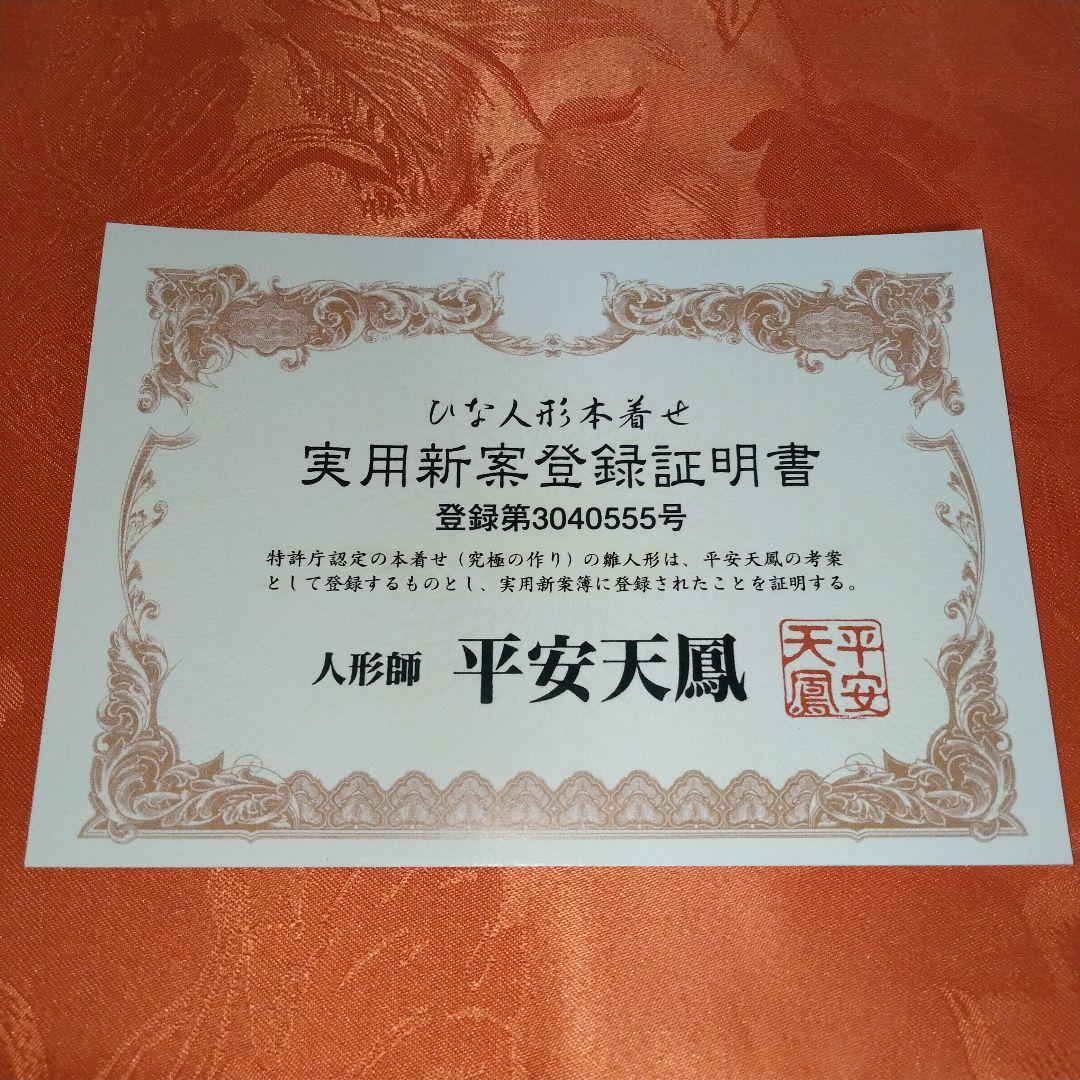 ひな人形本着せ
実用新案登録証明書
登録第3040555号
特許庁認定の本着せ(究極の作り)の雛人形は、平安天鳳の考案
として登録するものとし、実用新案簿に登録されたことを証明する。
人形師 平安天鳳
平安
天鳳